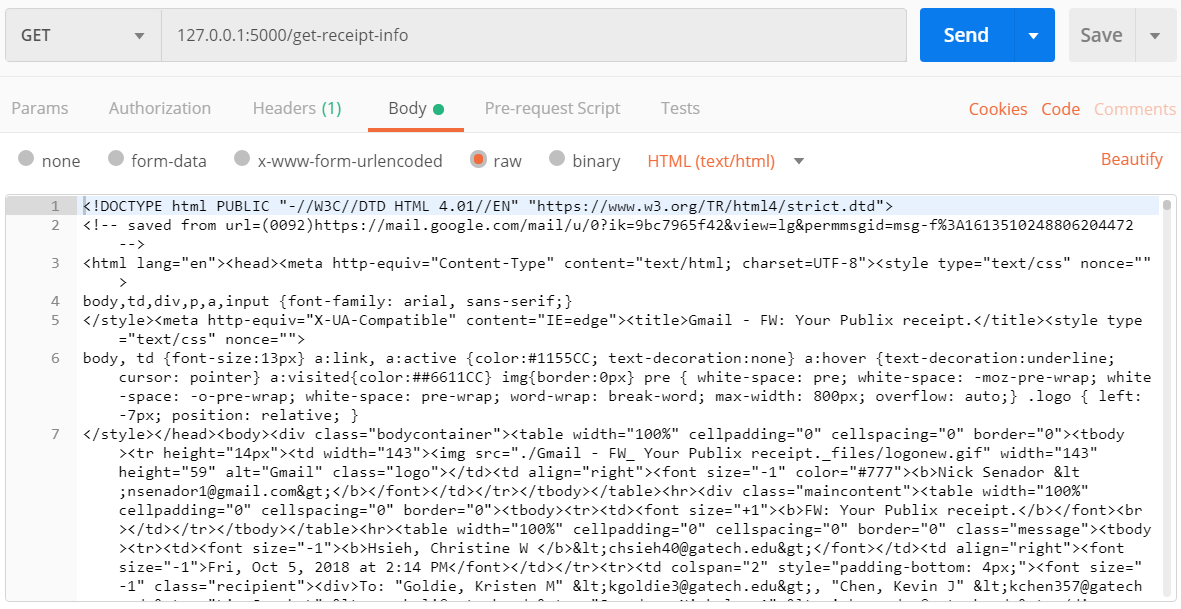 GET 127.0.0.1:5000/get-receipt-info Send Save
Params Authorization Headers (1) Body Pre-request Script Tests Cookies Code Comments
none form-data x-www-form-urlencoded raw binary HTML (text/html) Beautify
1 <!DOCTYPE html PUBLIC "-//W3C//DTD HTML 4.01//EN" "https://www.w3.org/TR/html4/strict.dtd">
2 <!-- saved from url=(0092)https://mail.google.com/mail/u/0?ik=9bc7965f42&view=lg&permmsgid=msg-f%3A1613510248806204472
-->
3 <html lang="en"><head><meta http-equiv="Content-Type" content="text/html; charset=UTF-8"><style type="text/css" nonce=""
>
4 body,td,div,p,a,input {font-family: arial, sans-serif;}
5 </style><meta http-equiv="X-UA-Compatible" content="IE=edge"><title>Gmail - FW: Your Publix receipt.</title><style type
="text/css" nonce="">
6 body, td {font-size:13px} a:link, a:active {color:#1155CC; text-decoration:none} a:hover {text-decoration:underline;
cursor: pointer} a:visited{color:##6611CC} img{border:0px} pre { white-space: pre; white-space: -moz-pre-wrap; white
-space: -o-pre-wrap; white-space: pre-wrap; word-wrap: break-word; max-width: 800px; overflow: auto;} .logo { left:
-7px; position: relative; }
7 </style></head><body><div class="bodycontainer"><table width="100%" cellpadding="0" cellspacing="0" border="0"><tbody
><tr height="14px"><td width="143"><img src="./Gmail - FW_ Your Publix receipt._files/logonew.gif" width="143"
height="59" alt="Gmail" class="logo"></td><td align="right"><font size="-1" color="#777"><b>Nick Senador &lt
;nsenador1@gmail.com&gt;</b></font></td></tr></tbody></table><hr><div class="maincontent"><table width="100%"
cellpadding="0" cellspacing="0" border="0"><tbody><tr><td><font size="+1"><b>FW: Your Publix receipt.</b></font><br
></td></tr></tbody></table><hr><table width="100%" cellpadding="0" cellspacing="0" border="0" class="message"><tbody
><tr><td><font size="-1"><b>Hsieh, Christine W </b>&lt;chsieh40@gatech.edu&gt;</font></td><td align="right"><font
size="-1">Fri, Oct 5, 2018 at 2:14 PM</font></td></tr><tr><td colspan="2" style="padding-bottom: 4px;"><font size="
-1" class="recipient"><div>To: "Goldie, Kristen M" &lt;kgoldie3@gatech.edu&gt;, "Chen, Kevin J" &lt;kchen357@gatech